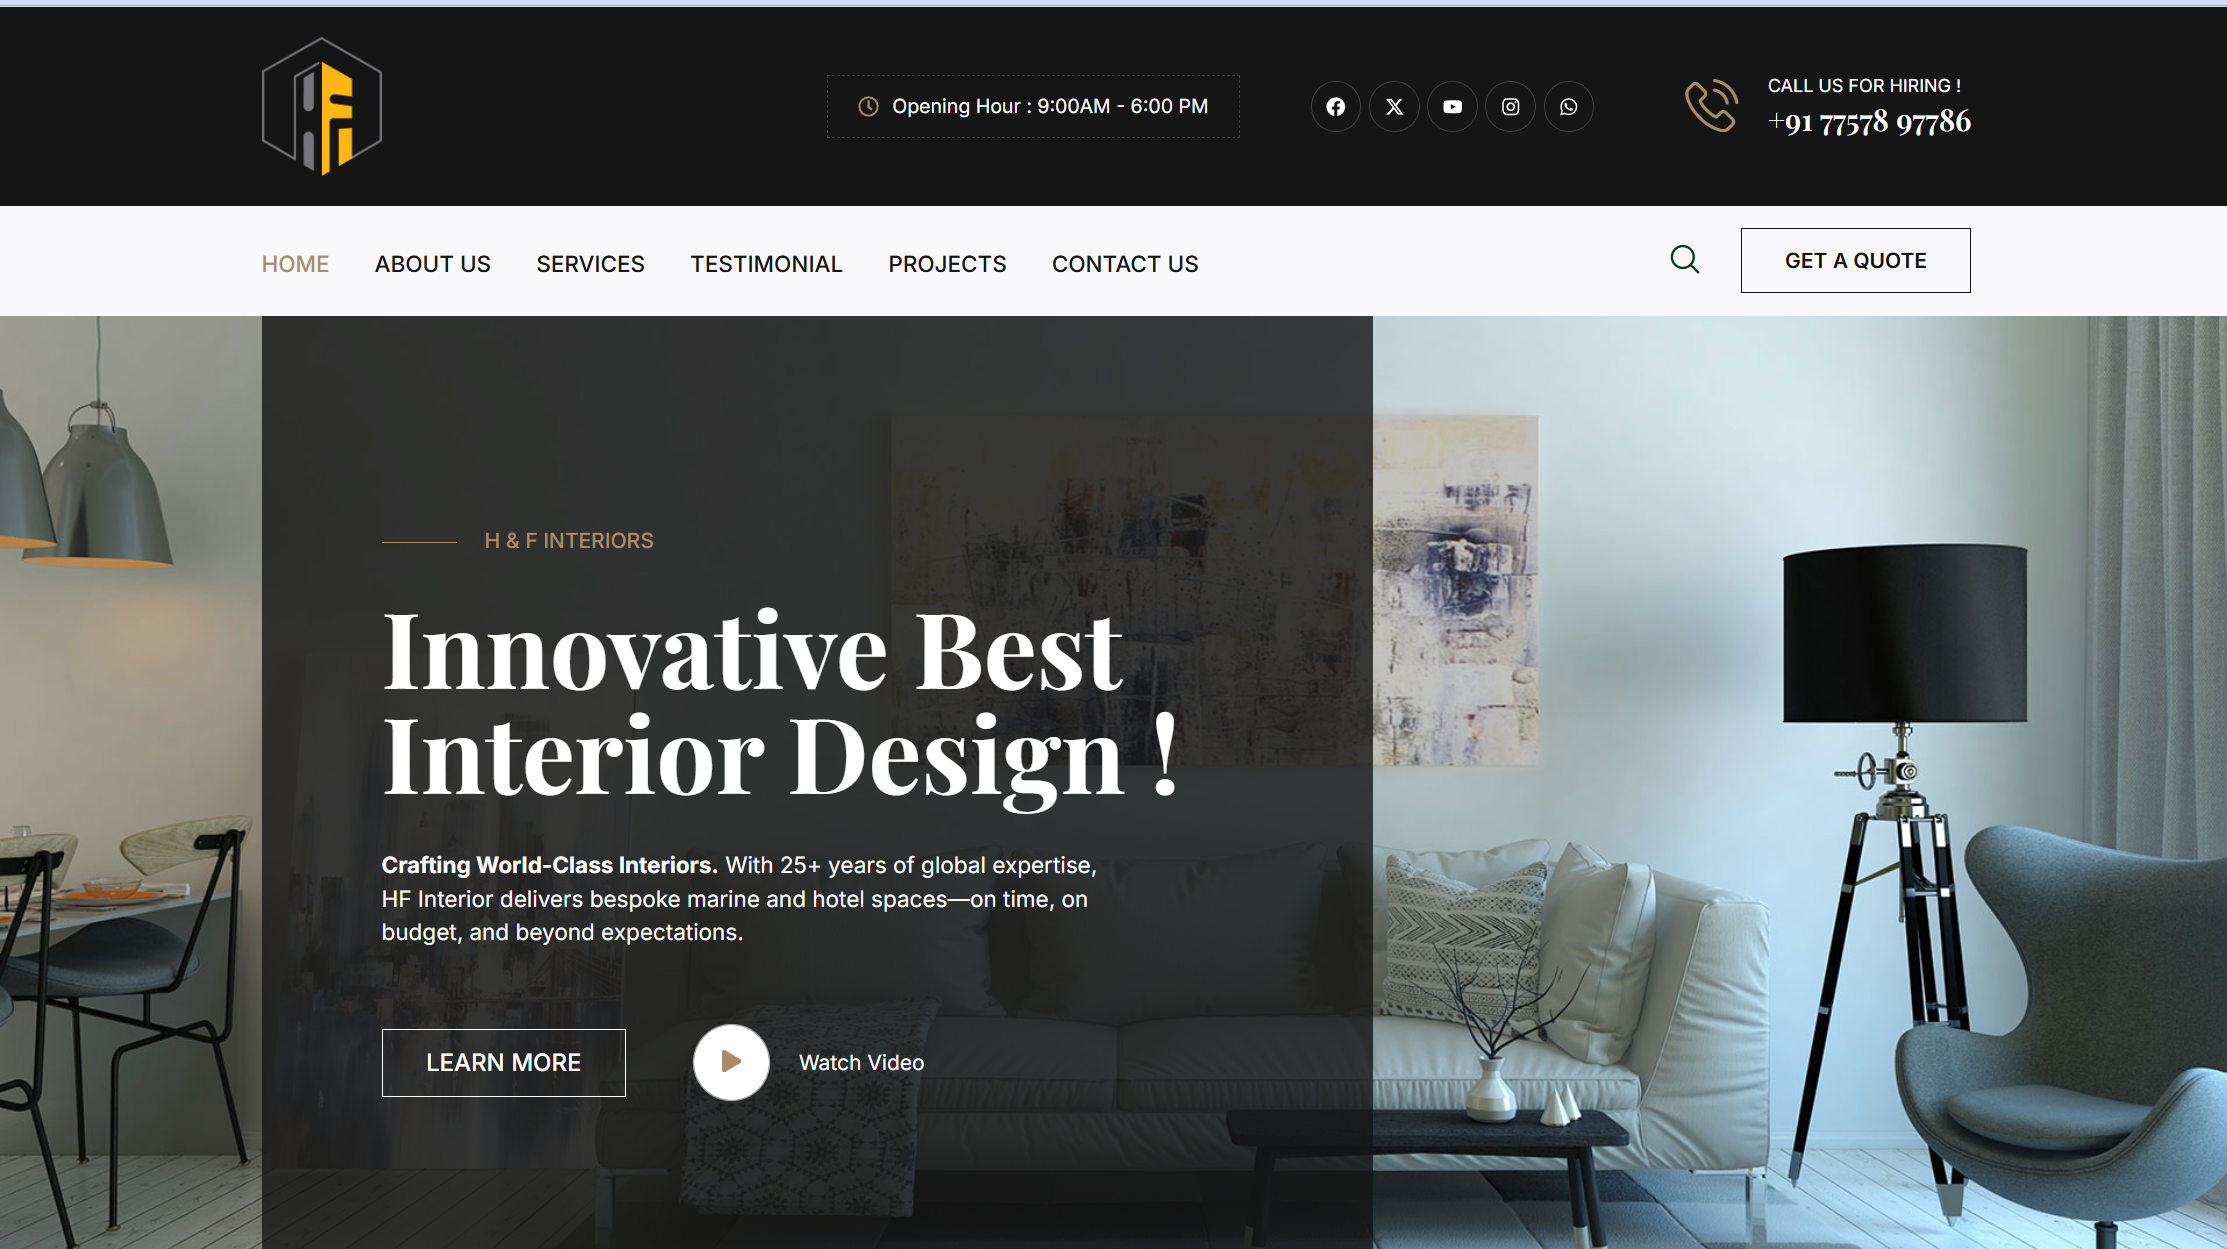 HF
Opening Hour : 9:00AM - 6:00 PM
CALL US FOR HIRING !
+91 77578 97786
HOME ABOUT US SERVICES TESTIMONIAL PROJECTS CONTACT US
GET A QUOTE
H & F INTERIORS
Innovative Best
Interior Design !
Crafting World-Class Interiors. With 25+ years of global expertise,
HF Interior delivers bespoke marine and hotel spaces—on time, on
budget, and beyond expectations.
LEARN MORE
Watch Video